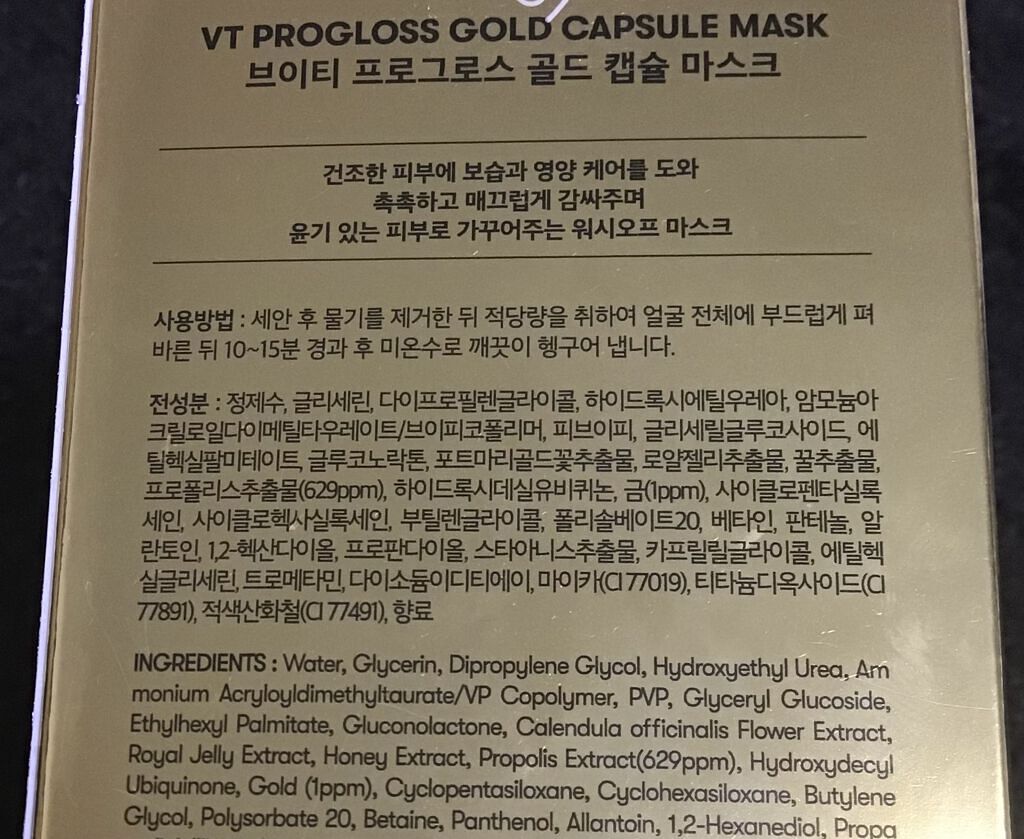 VT PROGLOSS GOLD CAPSULE MASK
브이티 프로그로스 골드 캡슐 마스크
건조한 피부에 보습과 영양 케어를 도와
촉촉하고 매끄럽게 감싸주며
윤기 있는 피부로 가꾸어주는 워시오프 마스크
사용방법 : 세안 후 물기를 제거한 뒤 적당량을 취하여 얼굴 전체에 부드럽게 펴
바른 뒤 10~15분 경과 후 미온수로 깨끗이 헹구어 냅니다.
전성분 : 정제수, 글리세린, 다이프로필렌글라이콜, 하이드록시에틸우레아, 암모늄아
크릴로일다이메틸타우레이트/브이피코폴리머, 피브이피, 글리세릴글루코사이드, 에
틸헥실팔미테이트, 글루코노락톤, 포트마리골드꽃추출물, 로얄젤리추출물, 꿀추출물,
프로폴리스추출물(629ppm), 하이드록시데실유비퀴논, 금(1ppm), 사이클로펜타실록
세인, 사이클로헥사실록세인, 부틸렌글라이콜, 폴리솔베이트20, 베타인, 판테놀, 알
란토인, 1,2-헥산다이올, 프로판다이올, 스타아니스추출물, 카프릴릴글라이콜, 에틸헥
실글리세린, 트로메타민, 다이소듐이디티에이, 마이카(CI 77019), 티타늄디옥사이드(CI
77891), 적색산화철(CI 77491), 향료
INGREDIENTS : Water, Glycerin, Dipropylene Glycol, Hydroxyethyl Urea, Am
monium Acryloyldimethyltaurate/VP Copolymer, PVP, Glyceryl Glucoside,
Ethylhexyl Palmitate, Gluconolactone, Calendula officinalis Flower Extract,
Royal Jelly Extract, Honey Extract, Propolis Extract(629ppm), Hydroxydecyl
Ubiquinone, Gold (1ppm), Cyclopentasiloxane, Cyclohexasiloxane, Butylene
Glycol, Polysorbate 20, Betaine, Panthenol, Allantoin, 1,2-Hexanediol, Propa